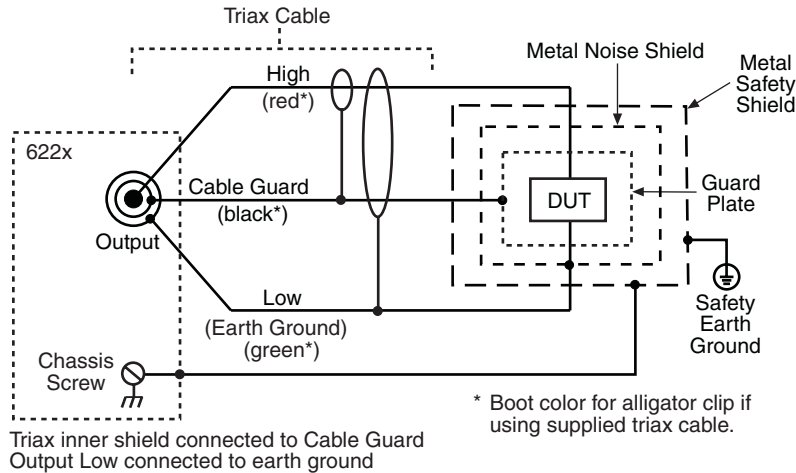 Triax Cable
High
(red*)
Metal Noise Shield
Metal
Safety
Shield
622x
Cable Guard
(black*)
Output
DUT
Guard
Plate
Low
(Earth Ground)
(green*)
Safety
Earth
Ground
Chassis
Screw
* Boot color for alligator clip if
using supplied triax cable.
Triax inner shield connected to Cable Guard
Output Low connected to earth ground